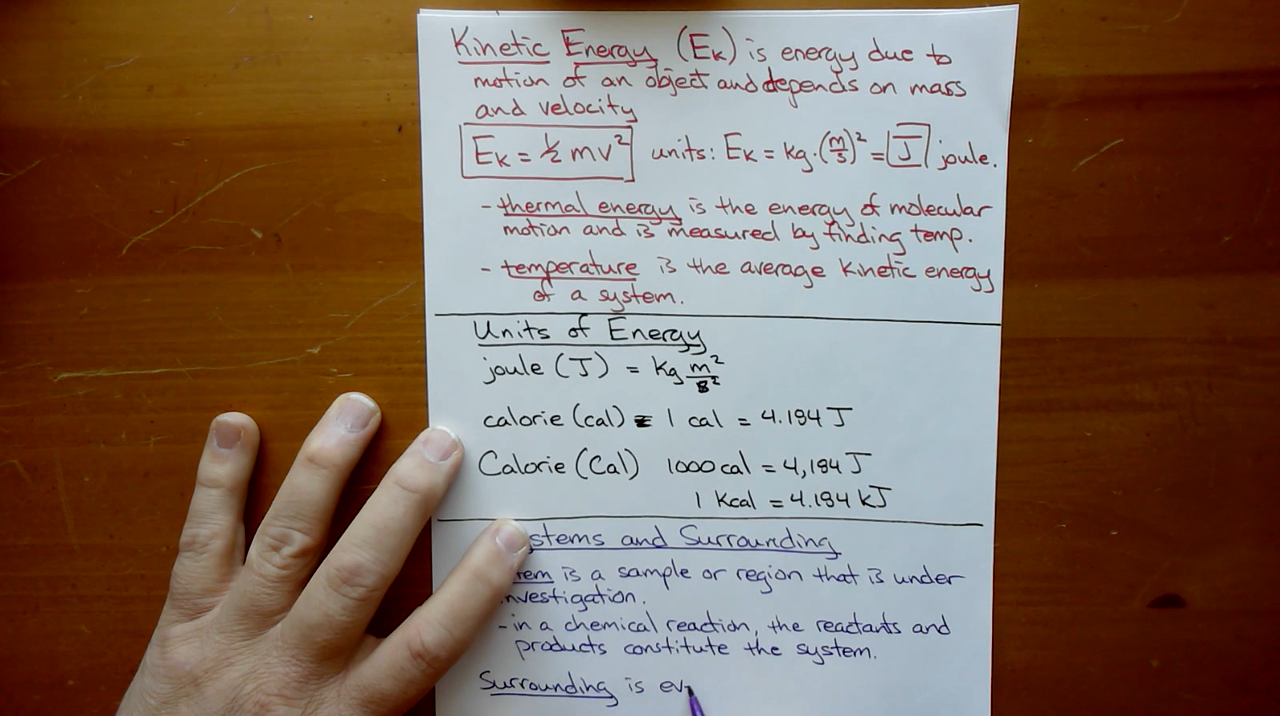 Kinetic Energy (Ek) is energy due to
motion of an object and depends on mass
and velocity
Ek = ½ mv² units: Ek = kg·(m/s)² = J joule.
- thermal energy is the energy of molecular
motion and is measured by finding temp.
- temperature is the average kinetic energy
of a system.
Units of Energy
joule (J) = kg m²/s²
calorie (cal) = 1 cal = 4.184 J
Calorie (Cal) 1000 cal = 4,184 J
1 Kcal = 4.184 kJ
stems and Surrounding
tem is a sample or region that is under
nvestigation.
- in a chemical reaction, the reactants and
products constitute the system.
Surrounding is ev